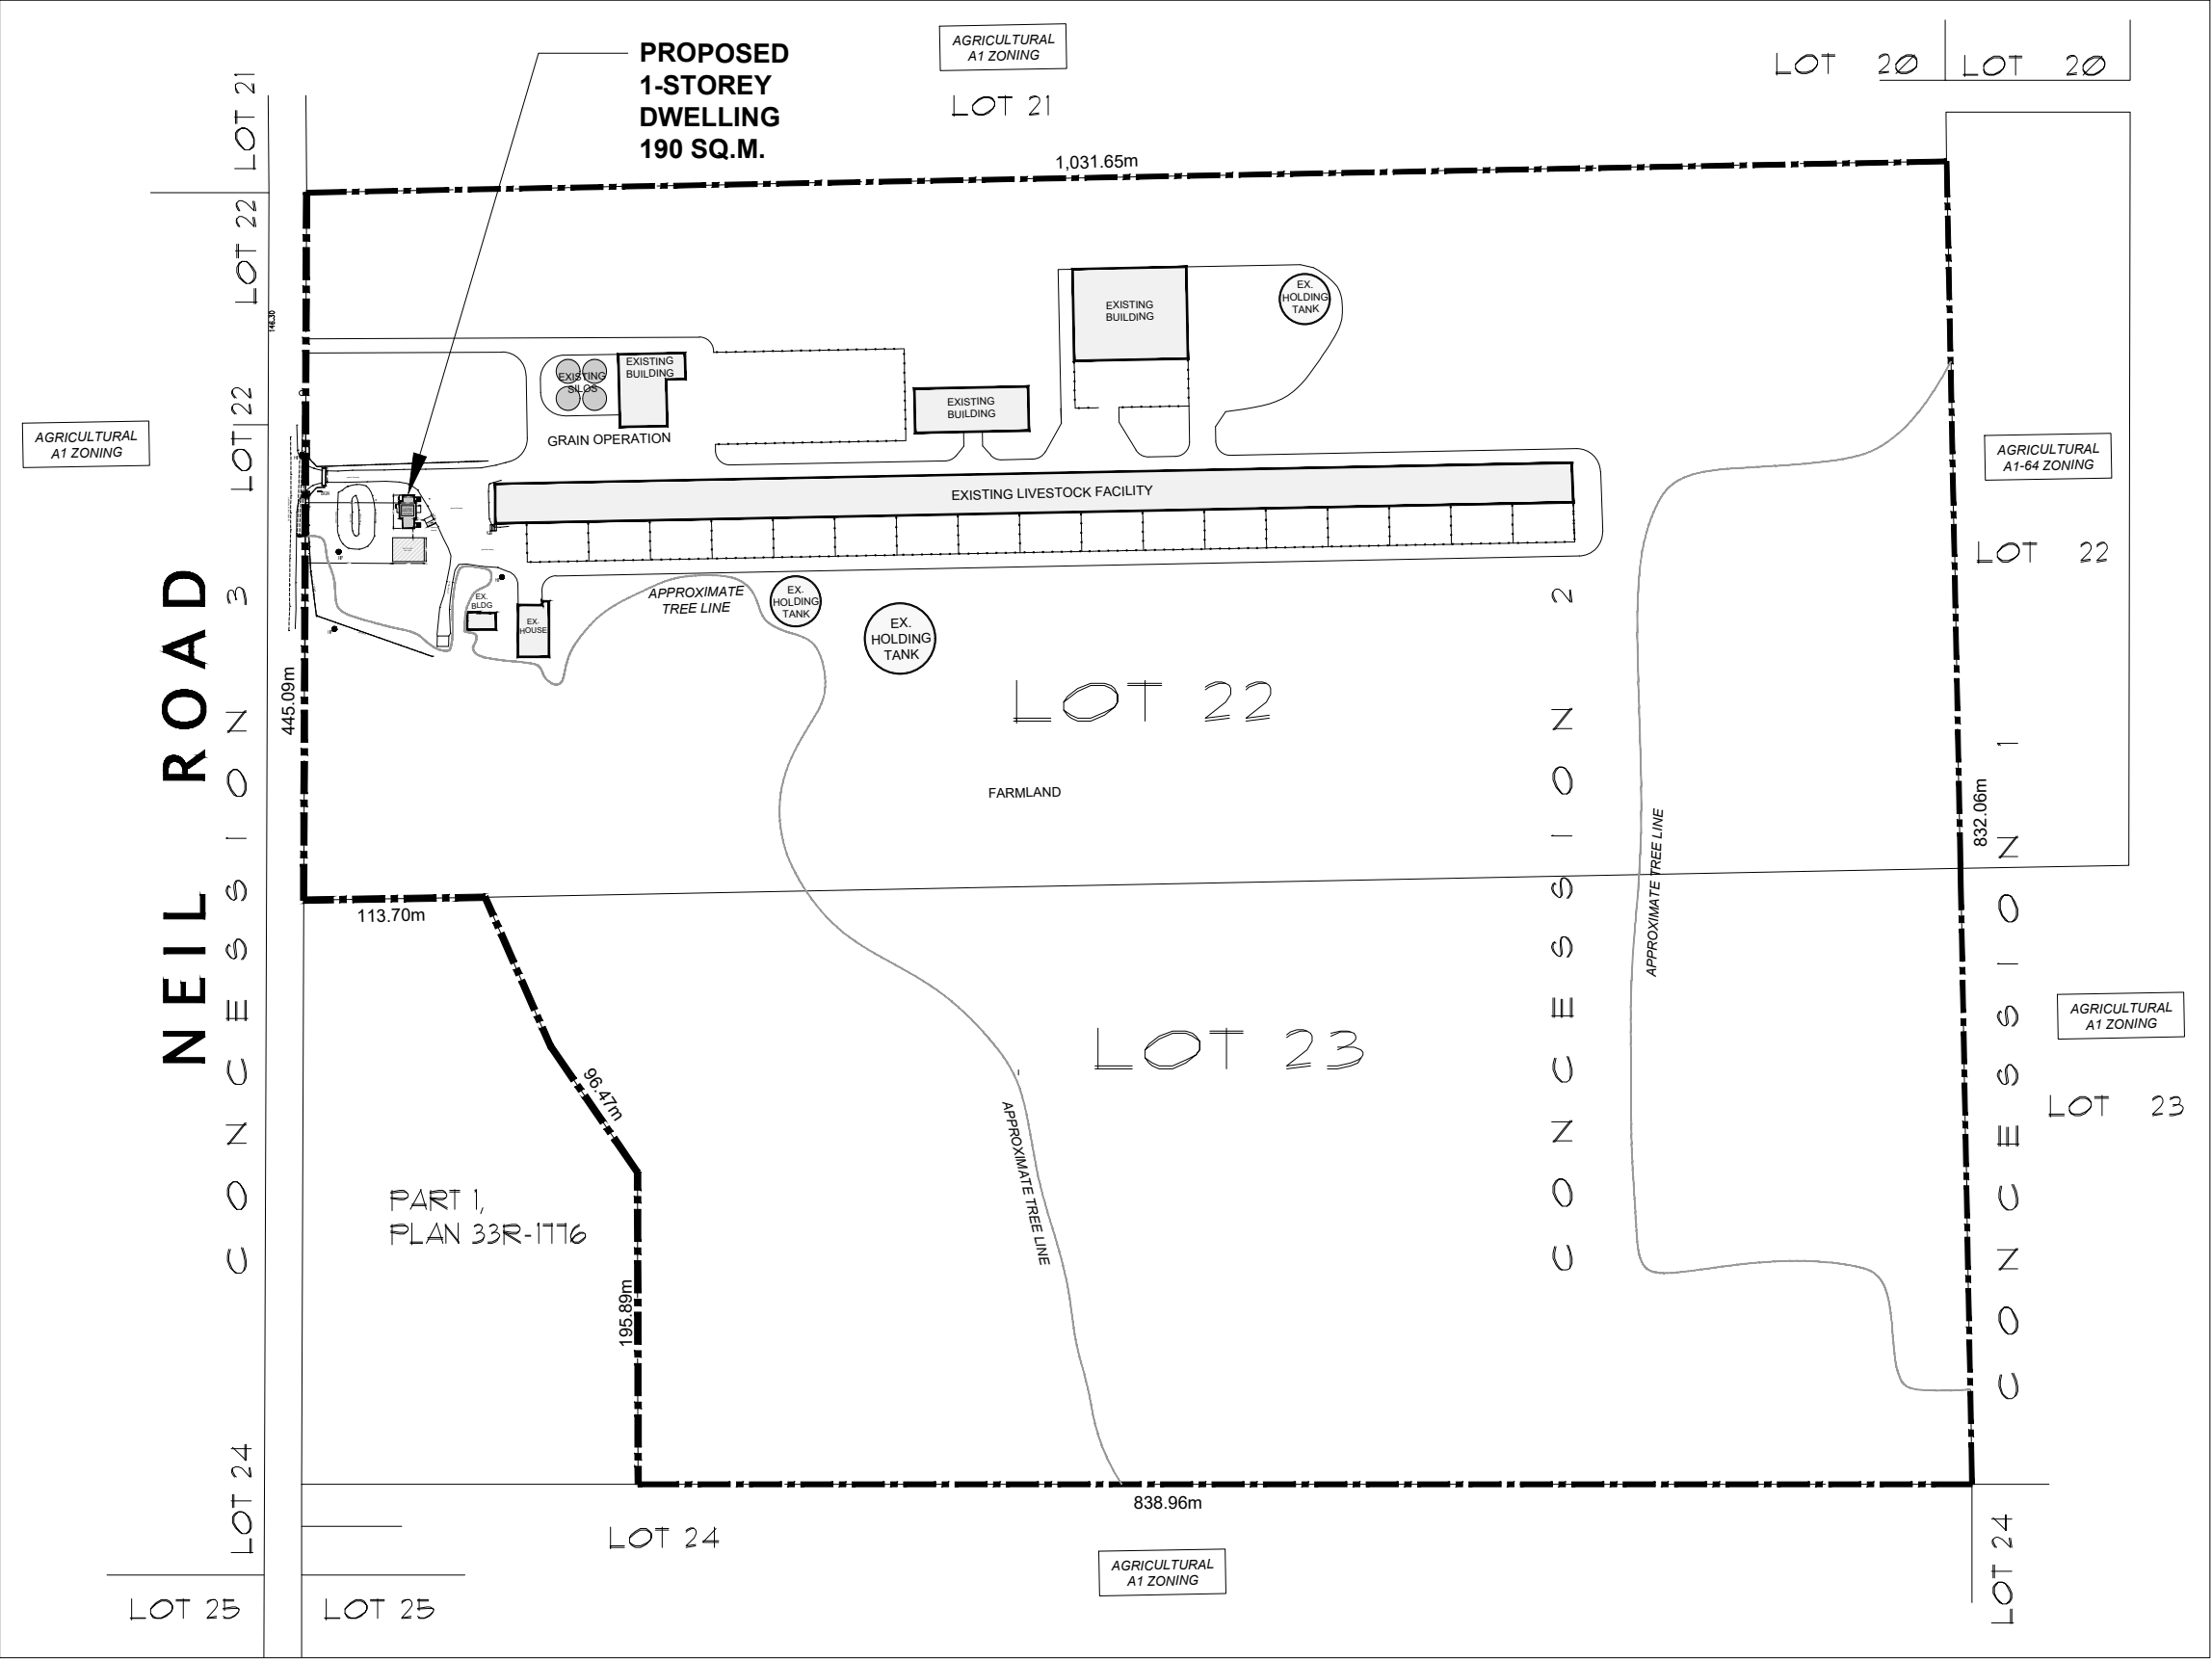 PROPOSED
1-STOREY
DWELLING
190 SQ.M.
AGRICULTURAL
A1 ZONING
LOT 21
LOT 20
LOT 20
LOT 21
1,031.65m
LOT 22
146.30
LOT 22
AGRICULTURAL
A1 ZONING
EXISTING
SILOS
EXISTING
BUILDING
GRAIN OPERATION
EXISTING
BUILDING
EXISTING
BUILDING
EX.
HOLDING
TANK
EXISTING LIVESTOCK FACILITY
AGRICULTURAL
A1-64 ZONING
LOT 22
EX.
BLDG
EX.
HOUSE
APPROXIMATE
TREE LINE
EX.
HOLDING
TANK
EX.
HOLDING
TANK
HP
HP
HP
NEIL ROAD
CONCESSION 3
445.09m
LOT 22
FARMLAND
CONCESSION 2
APPROXIMATE TREE LINE
832.06m
CONCESSION 1
113.70m
96.47m
LOT 23
AGRICULTURAL
A1 ZONING
LOT 23
APPROXIMATE TREE LINE
PART 1,
PLAN 33R-1776
195.89m
838.96m
LOT 24
LOT 24
AGRICULTURAL
A1 ZONING
LOT 24
LOT 25
LOT 25